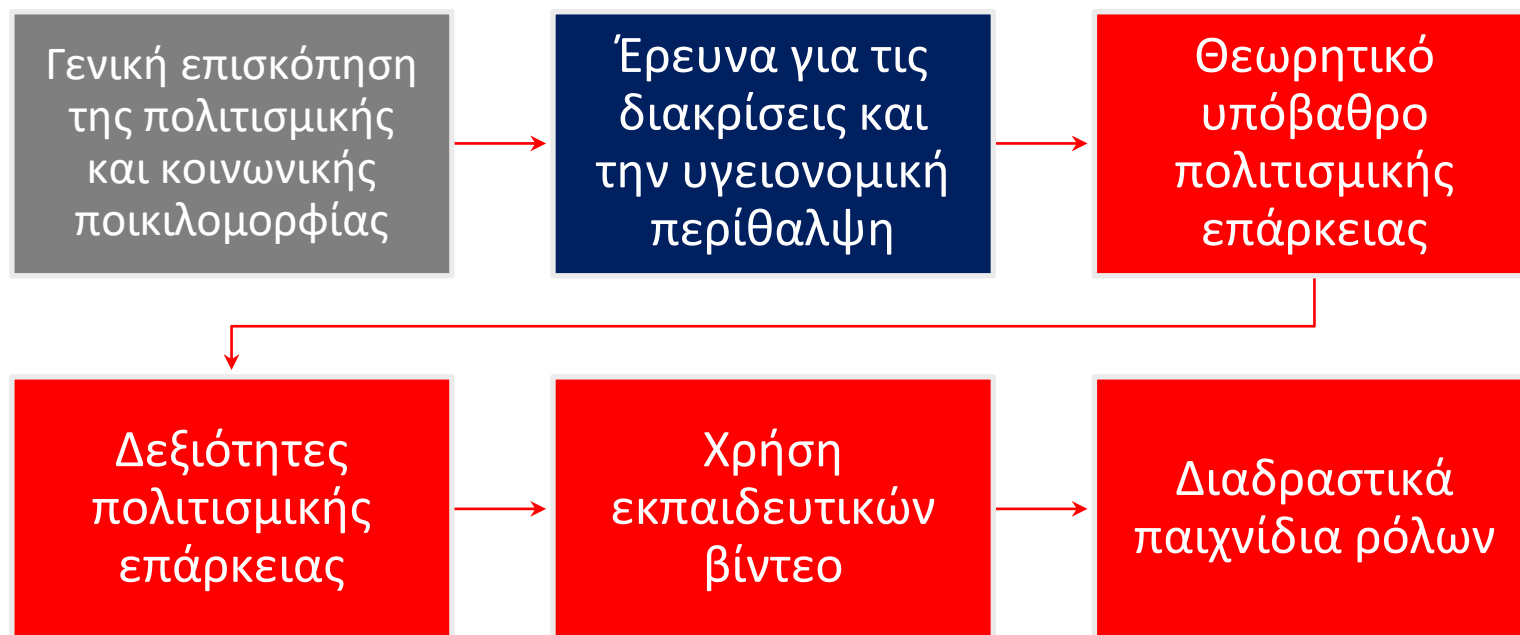 Γενική επισκόπηση
της πολιτισμικής
και κοινωνικής
ποικιλομορφίας
Έρευνα για τις
διακρίσεις και
την υγειονομική
περίθαλψη
Θεωρητικό
υπόβαθρο
πολιτισμικής
επάρκειας
Δεξιότητες
πολιτισμικής
επάρκειας
Χρήση
εκπαιδευτικών
βίντεο
Διαδραστικά
παιχνίδια ρόλων